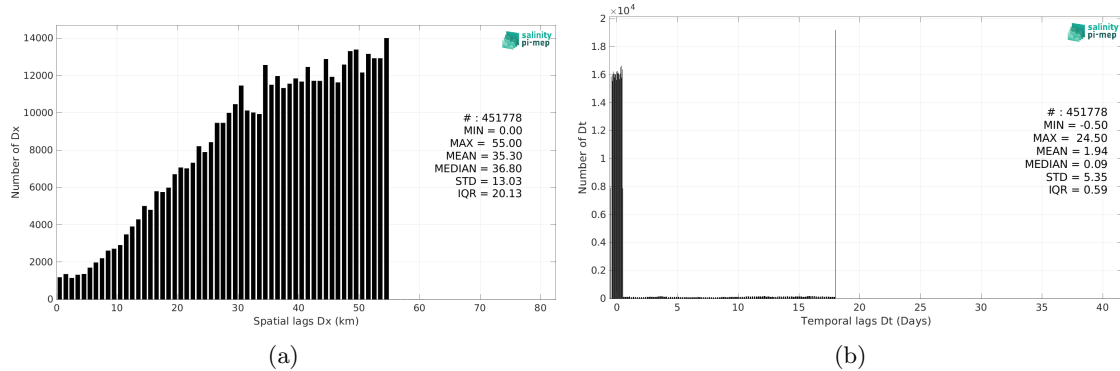 14000
12000
10000
8000
6000
4000
2000
0
Number of Dx
0 10 20 30 40 50 60 70 80
Spatial lags Dx (km)
salinity
pi-mep
# : 451778
MIN = 0.00
MAX = 55.00
MEAN = 35.30
MEDIAN = 36.80
STD = 13.03
IQR = 20.13
(a)
×10⁴
2
1.8
1.6
1.4
1.2
1
0.8
0.6
0.4
0.2
0
Number of Dt
0 5 10 15 20 25 30 35 40
Temporal lags Dt (Days)
salinity
pi-mep
# : 451778
MIN = -0.50
MAX = 24.50
MEAN = 1.94
MEDIAN = 0.09
STD = 5.35
IQR = 0.59
(b)